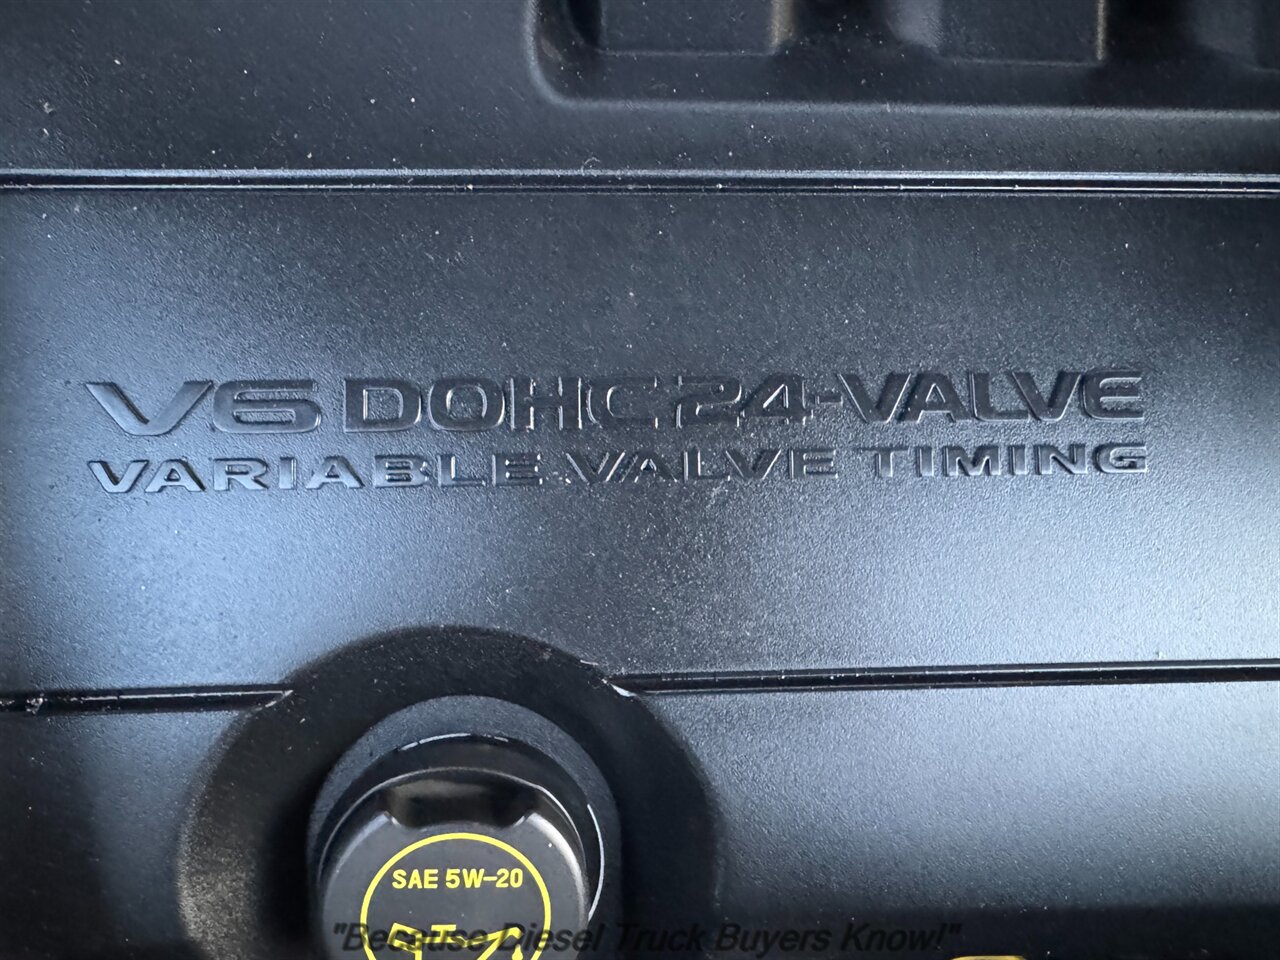 V6 DOHC 24-VALVE
VARIABLE VALVE TIMING
SAE 5W-20
"Because Diesel Truck Buyers Know!"